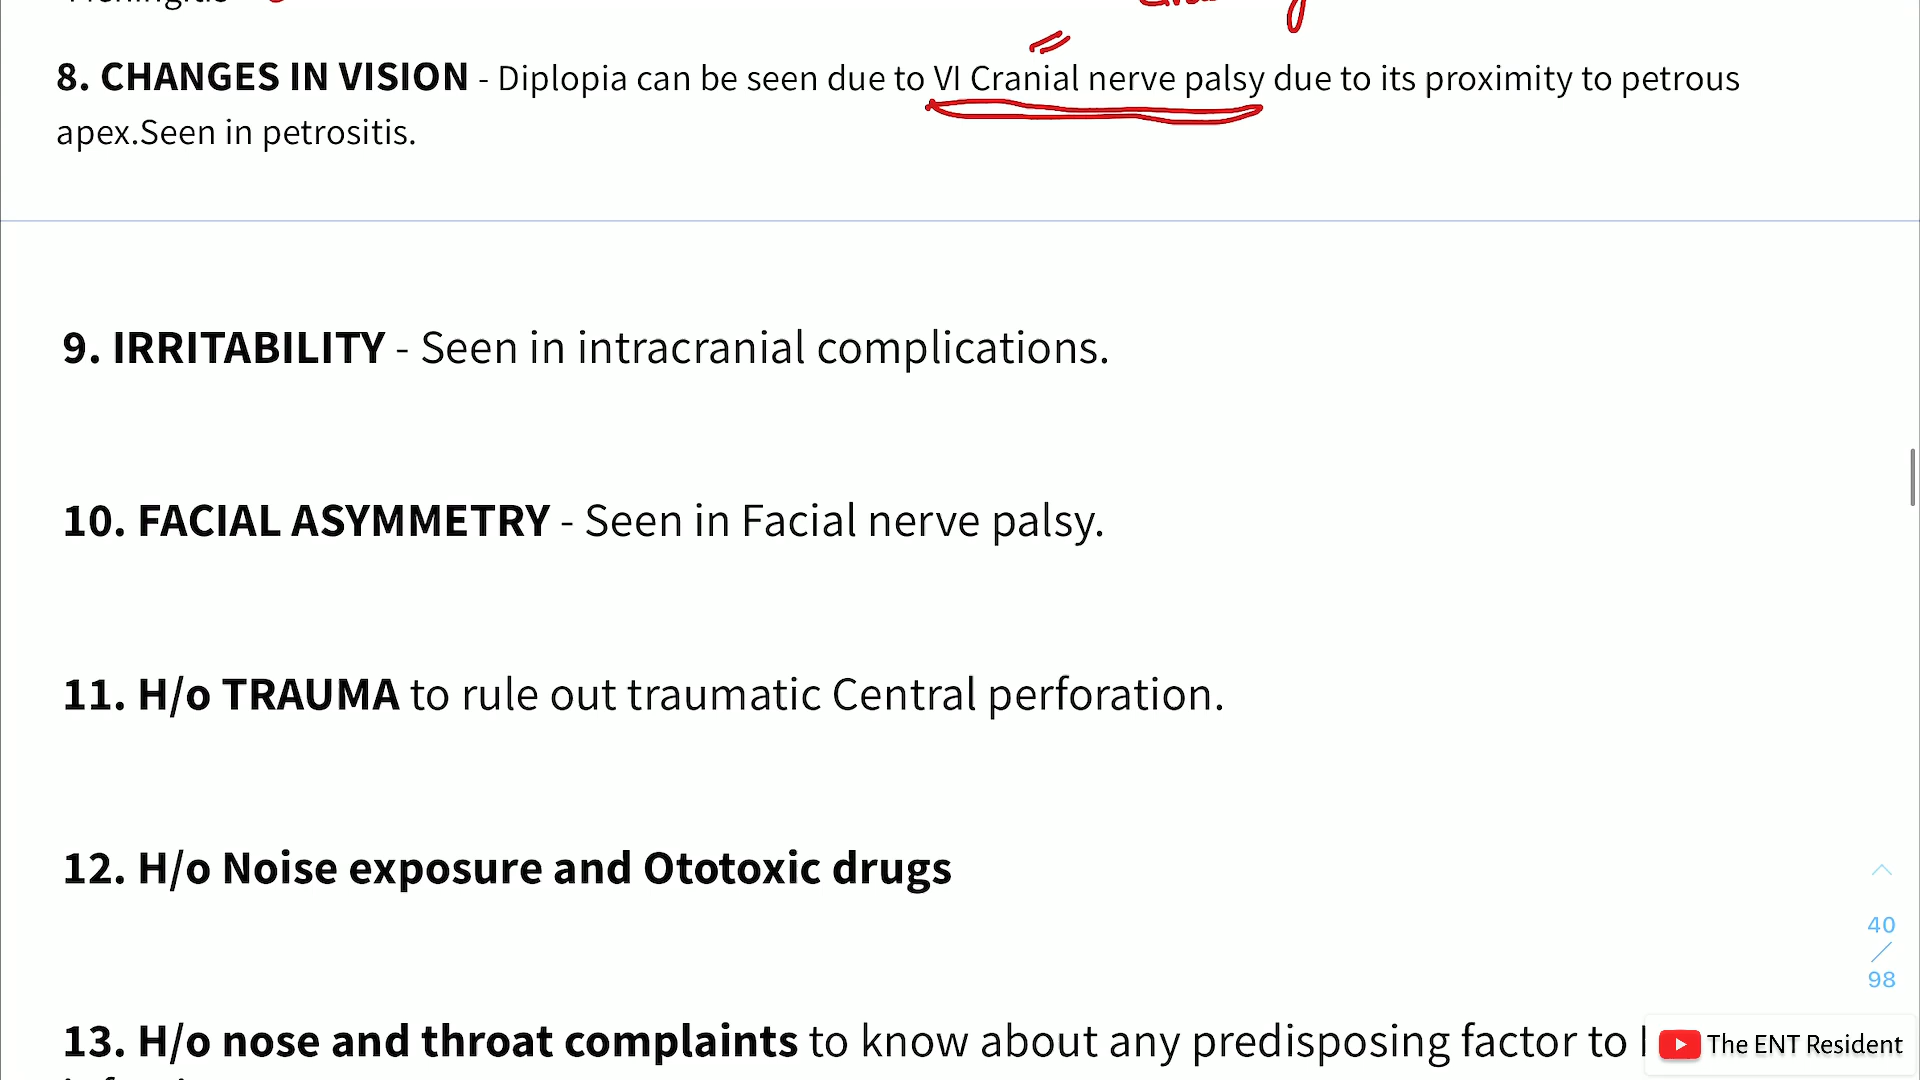 8. CHANGES IN VISION - Diplopia can be seen due to VI Cranial nerve palsy due to its proximity to petrous
apex.Seen in petrositis.
9. IRRITABILITY - Seen in intracranial complications.
10. FACIAL ASYMMETRY - Seen in Facial nerve palsy.
11. H/o TRAUMA to rule out traumatic Central perforation.
12. H/o Noise exposure and Ototoxic drugs
40
/
98
13. H/o nose and throat complaints to know about any predisposing factor to
The ENT Resident